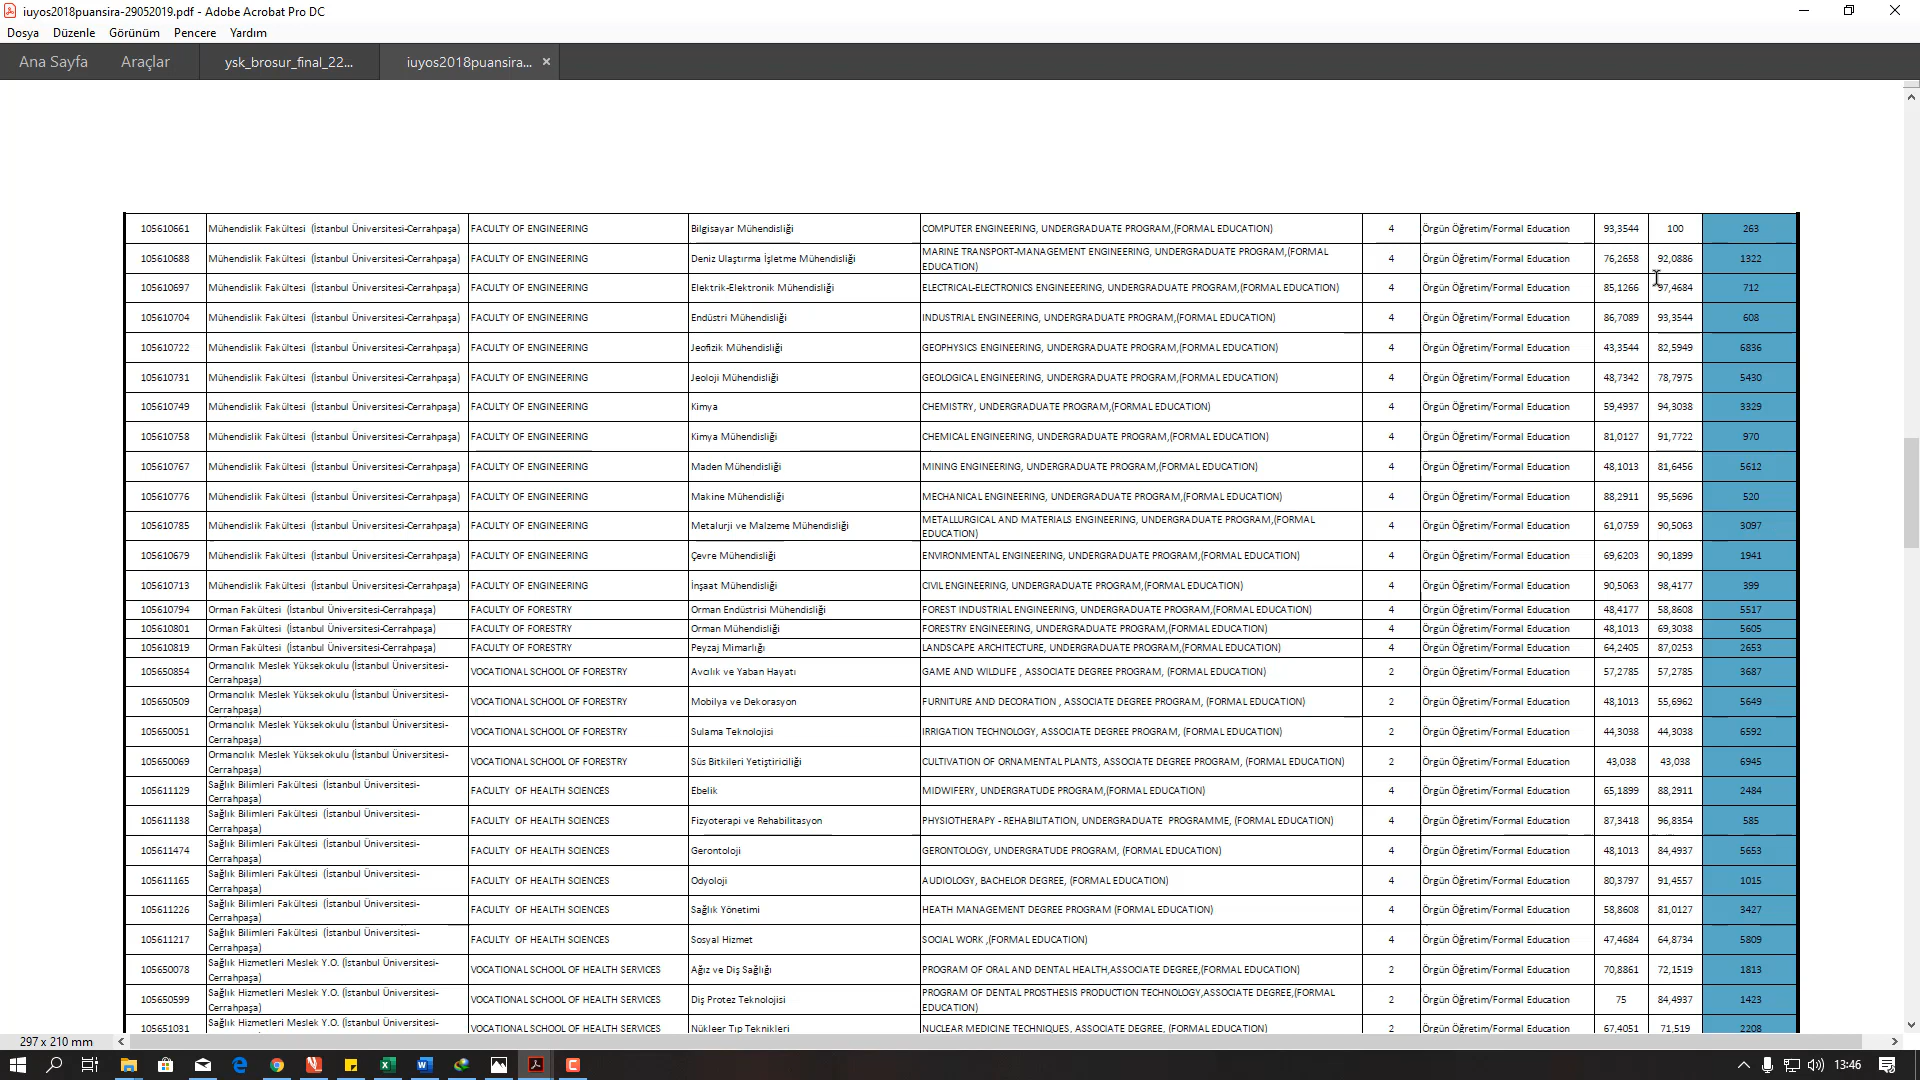 iuyos2018puansira-29052019.pdf - Adobe Acrobat Pro DC
Dosya Düzenle Görünüm Pencere Yardım
Ana Sayfa Araçlar ysk_brosur_final_22... iuyos2018puansira... ×
105610661 Mühendislik Fakültesi (İstanbul Üniversitesi-Cerrahpaşa) FACULTY OF ENGINEERING Bilgisayar Mühendisliği COMPUTER ENGINEERING, UNDERGRADUATE PROGRAM,(FORMAL EDUCATION) 4 Örgün Öğretim/Formal Education 93,3544 100 263
105610688 Mühendislik Fakültesi (İstanbul Üniversitesi-Cerrahpaşa) FACULTY OF ENGINEERING Deniz Ulaştırma İşletme Mühendisliği MARINE TRANSPORT-MANAGEMENT ENGINEERING, UNDERGRADUATE PROGRAM,(FORMAL
EDUCATION) 4 Örgün Öğretim/Formal Education 76,2658 92,0886 1322
105610697 Mühendislik Fakültesi (İstanbul Üniversitesi-Cerrahpaşa) FACULTY OF ENGINEERING Elektrik-Elektronik Mühendisliği ELECTRICAL-ELECTRONICS ENGINEEERING, UNDERGRADUATE PROGRAM,(FORMAL EDUCATION) 4 Örgün Öğretim/Formal Education 85,1266 97,4684 712
105610704 Mühendislik Fakültesi (İstanbul Üniversitesi-Cerrahpaşa) FACULTY OF ENGINEERING Endüstri Mühendisliği INDUSTRIAL ENGINEERING, UNDERGRADUATE PROGRAM,(FORMAL EDUCATION) 4 Örgün Öğretim/Formal Education 86,7089 93,3544 608
105610722 Mühendislik Fakültesi (İstanbul Üniversitesi-Cerrahpaşa) FACULTY OF ENGINEERING Jeofizik Mühendisliği GEOPHYSICS ENGINEERING, UNDERGRADUATE PROGRAM,(FORMAL EDUCATION) 4 Örgün Öğretim/Formal Education 43,3544 82,5949 6836
105610731 Mühendislik Fakültesi (İstanbul Üniversitesi-Cerrahpaşa) FACULTY OF ENGINEERING Jeoloji Mühendisliği GEOLOGICAL ENGINEERING, UNDERGRADUATE PROGRAM,(FORMAL EDUCATION) 4 Örgün Öğretim/Formal Education 48,7342 78,7975 5430
105610749 Mühendislik Fakültesi (İstanbul Üniversitesi-Cerrahpaşa) FACULTY OF ENGINEERING Kimya CHEMISTRY, UNDERGRADUATE PROGRAM,(FORMAL EDUCATION) 4 Örgün Öğretim/Formal Education 59,4937 94,3038 3329
105610758 Mühendislik Fakültesi (İstanbul Üniversitesi-Cerrahpaşa) FACULTY OF ENGINEERING Kimya Mühendisliği CHEMICAL ENGINEERING, UNDERGRADUATE PROGRAM,(FORMAL EDUCATION) 4 Örgün Öğretim/Formal Education 81,0127 91,7722 970
105610767 Mühendislik Fakültesi (İstanbul Üniversitesi-Cerrahpaşa) FACULTY OF ENGINEERING Maden Mühendisliği MINING ENGINEERING, UNDERGRADUATE PROGRAM,(FORMAL EDUCATION) 4 Örgün Öğretim/Formal Education 48,1013 81,6456 5612
105610776 Mühendislik Fakültesi (İstanbul Üniversitesi-Cerrahpaşa) FACULTY OF ENGINEERING Makine Mühendisliği MECHANICAL ENGINEERING, UNDERGRADUATE PROGRAM,(FORMAL EDUCATION) 4 Örgün Öğretim/Formal Education 88,2911 95,5696 520
105610785 Mühendislik Fakültesi (İstanbul Üniversitesi-Cerrahpaşa) FACULTY OF ENGINEERING Metalurji ve Malzeme Mühendisliği METALLURGICAL AND MATERIALS ENGINEERING, UNDERGRADUATE PROGRAM,(FORMAL
EDUCATION) 4 Örgün Öğretim/Formal Education 61,0759 90,5063 3097
105610679 Mühendislik Fakültesi (İstanbul Üniversitesi-Cerrahpaşa) FACULTY OF ENGINEERING Çevre Mühendisliği ENVIRONMENTAL ENGINEERING, UNDERGRADUATE PROGRAM,(FORMAL EDUCATION) 4 Örgün Öğretim/Formal Education 69,6203 90,1899 1941
105610713 Mühendislik Fakültesi (İstanbul Üniversitesi-Cerrahpaşa) FACULTY OF ENGINEERING İnşaat Mühendisliği CIVIL ENGINEERING, UNDERGRADUATE PROGRAM,(FORMAL EDUCATION) 4 Örgün Öğretim/Formal Education 90,5063 98,4177 399
105610794 Orman Fakültesi (İstanbul Üniversitesi-Cerrahpaşa) FACULTY OF FORESTRY Orman Endüstrisi Mühendisliği FOREST INDUSTRIAL ENGINEERING, UNDERGRADUATE PROGRAM,(FORMAL EDUCATION) 4 Örgün Öğretim/Formal Education 48,4177 58,8608 5517
105610801 Orman Fakültesi (İstanbul Üniversitesi-Cerrahpaşa) FACULTY OF FORESTRY Orman Mühendisliği FORESTRY ENGINEERING, UNDERGRADUATE PROGRAM,(FORMAL EDUCATION) 4 Örgün Öğretim/Formal Education 48,1013 69,3038 5605
105610819 Orman Fakültesi (İstanbul Üniversitesi-Cerrahpaşa) FACULTY OF FORESTRY Peyzaj Mimarlığı LANDSCAPE ARCHITECTURE, UNDERGRADUATE PROGRAM,(FORMAL EDUCATION) 4 Örgün Öğretim/Formal Education 64,2405 87,0253 2653
105650854 Ormancılık Meslek Yüksekokulu (İstanbul Üniversitesi-
Cerrahpaşa) VOCATIONAL SCHOOL OF FORESTRY Avcılık ve Yaban Hayatı GAME AND WILDLIFE , ASSOCIATE DEGREE PROGRAM, (FORMAL EDUCATION) 2 Örgün Öğretim/Formal Education 57,2785 57,2785 3687
105650509 Ormancılık Meslek Yüksekokulu (İstanbul Üniversitesi-
Cerrahpaşa) VOCATIONAL SCHOOL OF FORESTRY Mobilya ve Dekorasyon FURNITURE AND DECORATION , ASSOCIATE DEGREE PROGRAM, (FORMAL EDUCATION) 2 Örgün Öğretim/Formal Education 48,1013 55,6962 5649
105650051 Ormancılık Meslek Yüksekokulu (İstanbul Üniversitesi-
Cerrahpaşa) VOCATIONAL SCHOOL OF FORESTRY Sulama Teknolojisi IRRIGATION TECHNOLOGY, ASSOCIATE DEGREE PROGRAM, (FORMAL EDUCATION) 2 Örgün Öğretim/Formal Education 44,3038 44,3038 6592
105650069 Ormancılık Meslek Yüksekokulu (İstanbul Üniversitesi-
Cerrahpaşa) VOCATIONAL SCHOOL OF FORESTRY Süs Bitkileri Yetiştiriciliği CULTIVATION OF ORNAMENTAL PLANTS, ASSOCIATE DEGREE PROGRAM, (FORMAL EDUCATION) 2 Örgün Öğretim/Formal Education 43,038 43,038 6945
105611129 Sağlık Bilimleri Fakültesi (İstanbul Üniversitesi-
Cerrahpaşa) FACULTY OF HEALTH SCIENCES Ebelik MIDWIFERY, UNDERGRATUDE PROGRAM,(FORMAL EDUCATION) 4 Örgün Öğretim/Formal Education 65,1899 88,2911 2484
105611138 Sağlık Bilimleri Fakültesi (İstanbul Üniversitesi-
Cerrahpaşa) FACULTY OF HEALTH SCIENCES Fizyoterapi ve Rehabilitasyon PHYSIOTHERAPY - REHABILITATION, UNDERGRADUATE PROGRAMME, (FORMAL EDUCATION) 4 Örgün Öğretim/Formal Education 87,3418 96,8354 585
105611474 Sağlık Bilimleri Fakültesi (İstanbul Üniversitesi-
Cerrahpaşa) FACULTY OF HEALTH SCIENCES Gerontoloji GERONTOLOGY, UNDERGRATUDE PROGRAM, (FORMAL EDUCATION) 4 Örgün Öğretim/Formal Education 48,1013 84,4937 5653
105611165 Sağlık Bilimleri Fakültesi (İstanbul Üniversitesi-
Cerrahpaşa) FACULTY OF HEALTH SCIENCES Odyoloji AUDIOLOGY, BACHELOR DEGREE, (FORMAL EDUCATION) 4 Örgün Öğretim/Formal Education 80,3797 91,4557 1015
105611226 Sağlık Bilimleri Fakültesi (İstanbul Üniversitesi-
Cerrahpaşa) FACULTY OF HEALTH SCIENCES Sağlık Yönetimi HEATH MANAGEMENT DEGREE PROGRAM (FORMAL EDUCATION) 4 Örgün Öğretim/Formal Education 58,8608 81,0127 3427
105611217 Sağlık Bilimleri Fakültesi (İstanbul Üniversitesi-
Cerrahpaşa) FACULTY OF HEALTH SCIENCES Sosyal Hizmet SOCIAL WORK ,(FORMAL EDUCATION) 4 Örgün Öğretim/Formal Education 47,4684 64,8734 5809
105650078 Sağlık Hizmetleri Meslek Y.O. (İstanbul Üniversitesi-
Cerrahpaşa) VOCATIONAL SCHOOL OF HEALTH SERVICES Ağız ve Diş Sağlığı PROGRAM OF ORAL AND DENTAL HEALTH,ASSOCIATE DEGREE,(FORMAL EDUCATION) 2 Örgün Öğretim/Formal Education 70,8861 72,1519 1813
105650599 Sağlık Hizmetleri Meslek Y.O. (İstanbul Üniversitesi-
Cerrahpaşa) VOCATIONAL SCHOOL OF HEALTH SERVICES Diş Protez Teknolojisi PROGRAM OF DENTAL PROSTHESIS PRODUCTION TECHNOLOGY,ASSOCIATE DEGREE,(FORMAL
EDUCATION) 2 Örgün Öğretim/Formal Education 75 84,4937 1423
105651031 Sağlık Hizmetleri Meslek Y.O. (İstanbul Üniversitesi- VOCATIONAL SCHOOL OF HEALTH SERVICES Nükleer Tıp Teknikleri NUCLEAR MEDICINE TECHNIQUES, ASSOCIATE DEGREE, (FORMAL EDUCATION) 2 Örgün Öğretim/Formal Education 67,4051 71,519 2208
297 x 210 mm
13:46